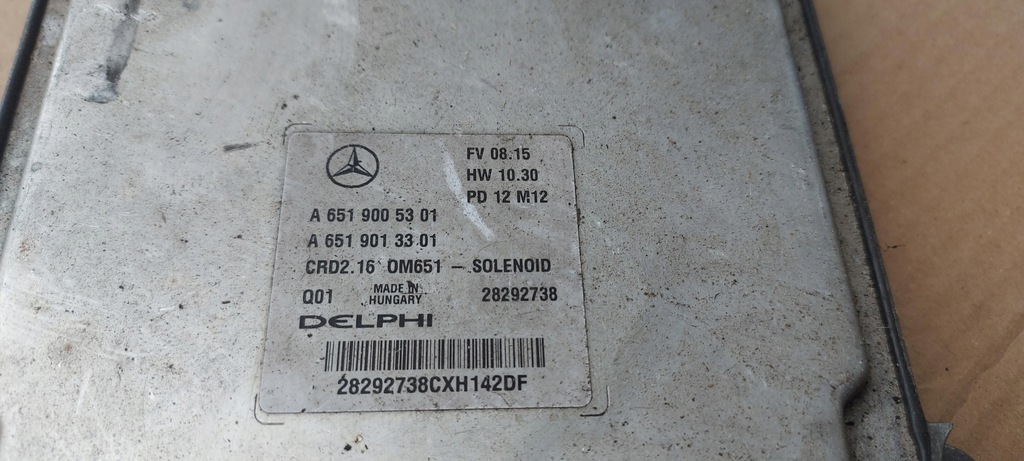 FV 08.15
HW 10.30
PD 12 M12
A 651 900 53 01
A 651 901 33 01
CRD2.16 OM651 – SOLENOID
Q01 MADE IN HUNGARY 28292738
DELPHI
28292738CXH142DF